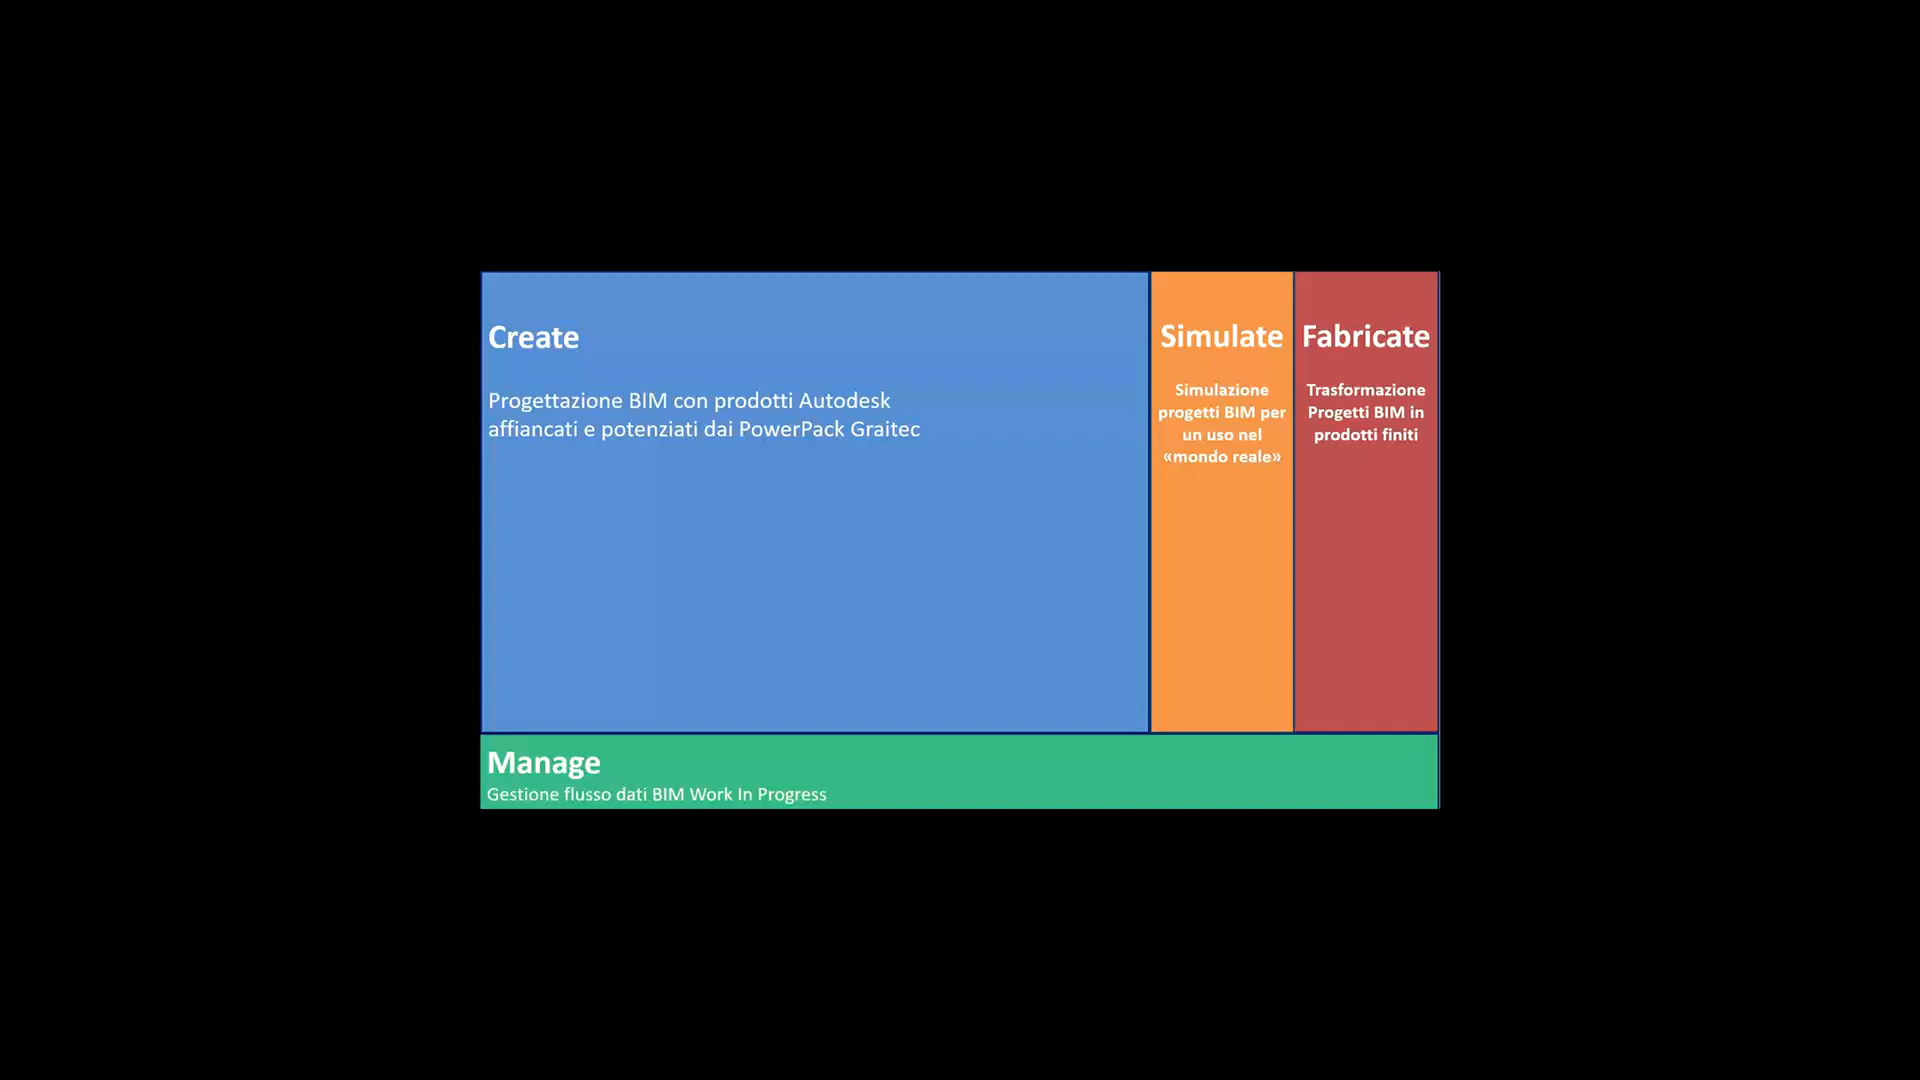 Create
Progettazione BIM con prodotti Autodesk
affiancati e potenziati dai PowerPack Graitec
Simulate
Simulazione
progetti BIM per
un uso nel
«mondo reale»
Fabricate
Trasformazione
Progetti BIM in
prodotti finiti
Manage
Gestione flusso dati BIM Work In Progress